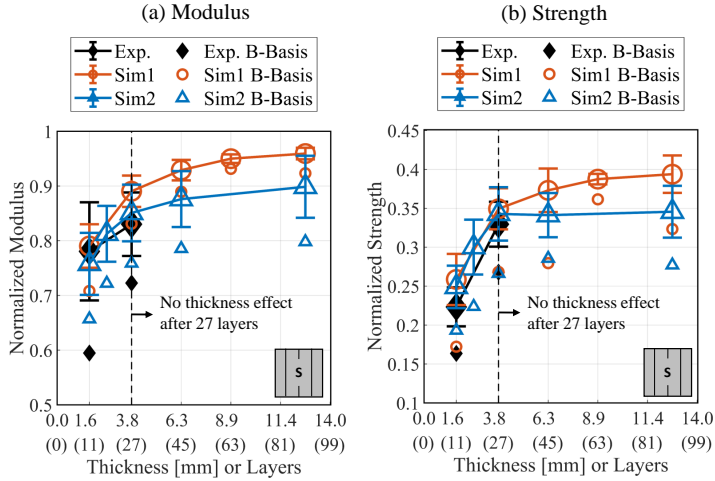 (a) Modulus
Exp.
Exp. B-Basis
Sim1
Sim1 B-Basis
Sim2
Sim2 B-Basis
Normalized Modulus
1
0.9
0.8
0.7
0.6
0.5
No thickness effect
after 27 layers
S
0.0 1.6 3.8 6.3 8.9 11.4 14.0
(0) (11) (27) (45) (63) (81) (99)
Thickness [mm] or Layers
(b) Strength
Exp.
Exp. B-Basis
Sim1
Sim1 B-Basis
Sim2
Sim2 B-Basis
Normalized Strength
0.45
0.4
0.35
0.3
0.25
0.2
0.15
0.1
No thickness effect
after 27 layers
S
0.0 1.6 3.8 6.3 8.9 11.4 14.0
(0) (11) (27) (45) (63) (81) (99)
Thickness [mm] or Layers